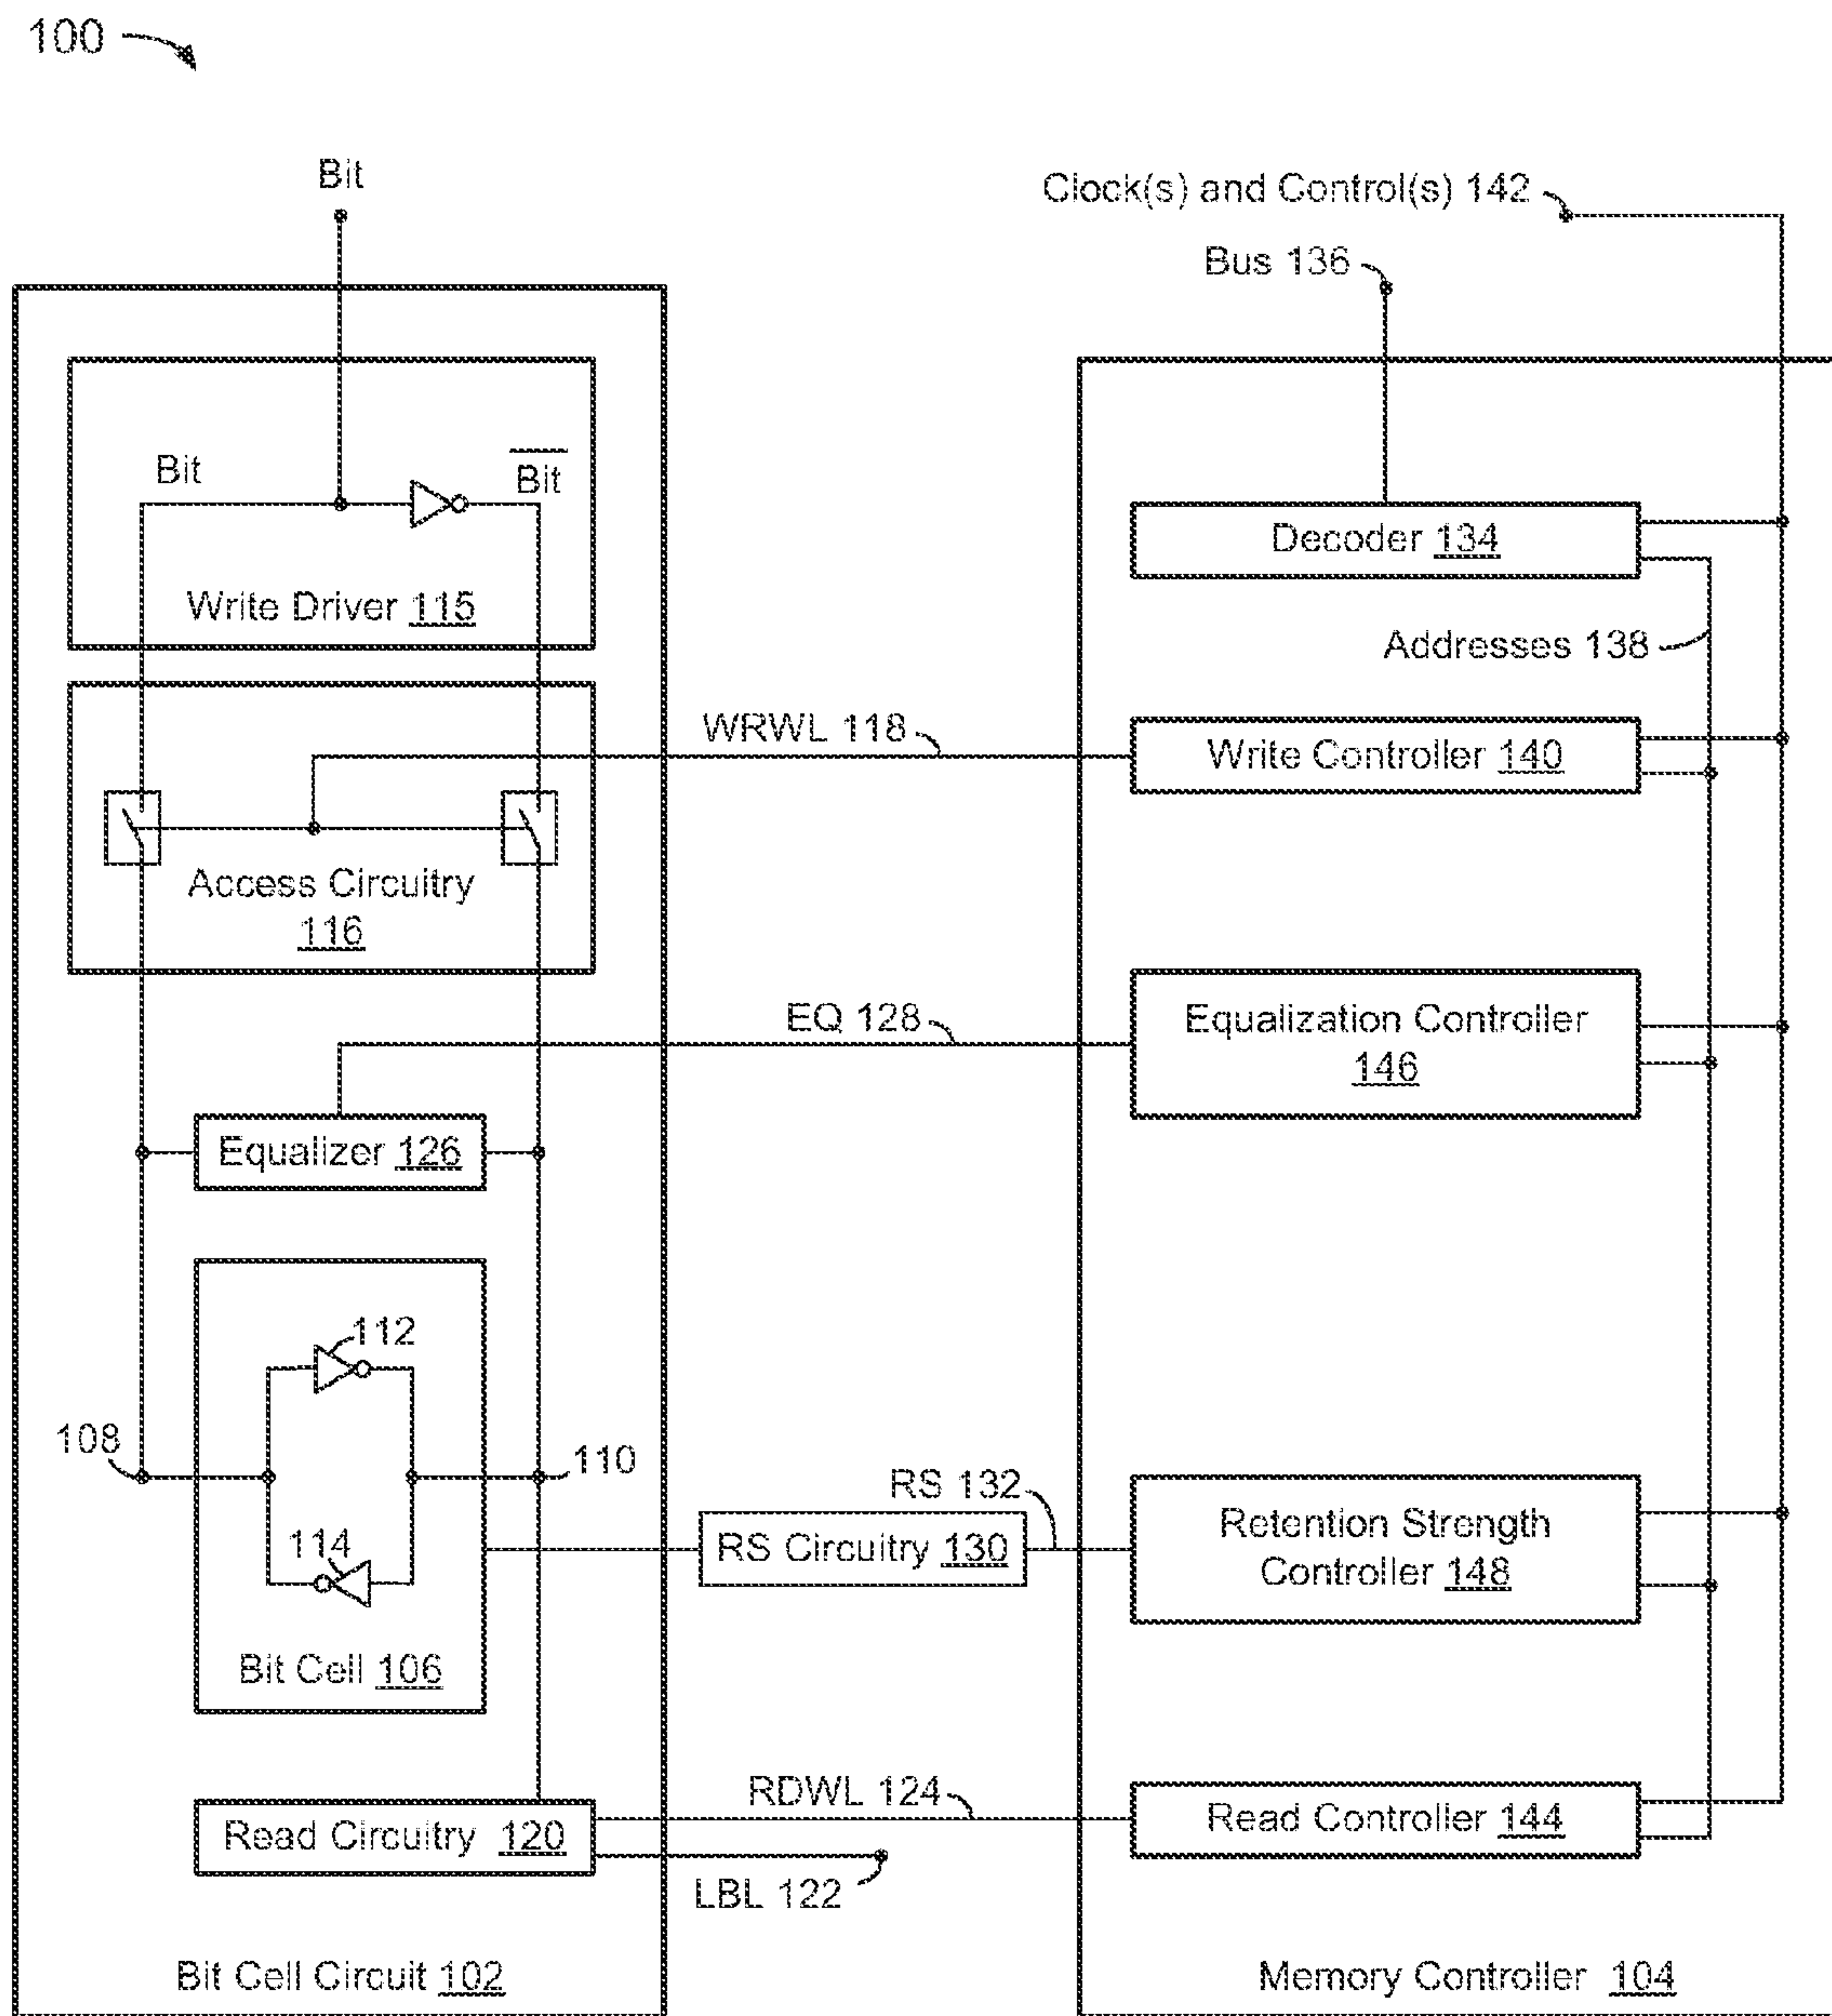 100
Bit
Clock(s) and Control(s) 142
Bus 136
Bit
B̅i̅t̅
Decoder 134
Write Driver 115
Addresses 138
WRWL 118
Write Controller 140
Access Circuitry
116
EQ 128
Equalization Controller
146
Equalizer 126
112
108
110
114
RS 132
RS Circuitry 130
Retention Strength
Controller 148
Bit Cell 106
RDWL 124
Read Controller 144
Read Circuitry 120
LBL 122
Bit Cell Circuit 102
Memory Controller 104